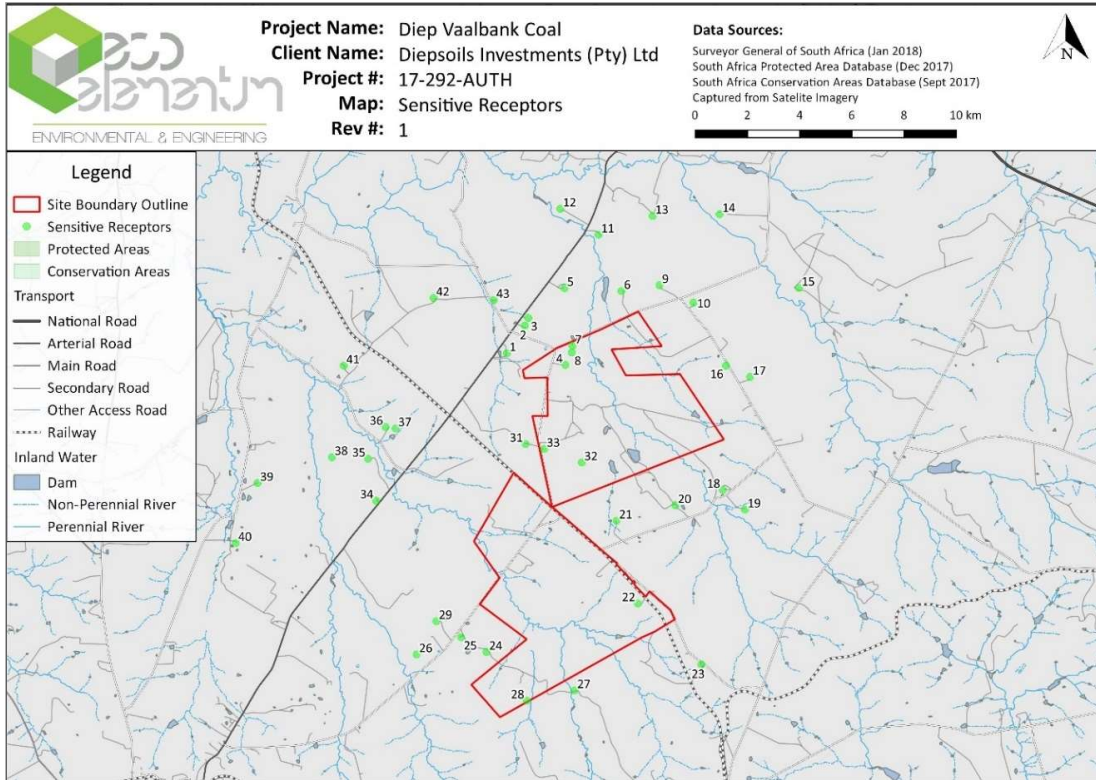 eco
elementum
ENVIRONMENTAL & ENGINEERING
Project Name: Diep Vaalbank Coal
Client Name: Diepsoils Investments (Pty) Ltd
Project #: 17-292-AUTH
Map: Sensitive Receptors
Rev #: 1
Data Sources:
Surveyor General of South Africa (Jan 2018)
South Africa Protected Area Database (Dec 2017)
South Africa Conservation Areas Database (Sept 2017)
Captured from Satelite Imagery
0 2 4 6 8 10 km
N
Legend
Site Boundary Outline
Sensitive Receptors
Protected Areas
Conservation Areas
Transport
National Road
Arterial Road
Main Road
Secondary Road
Other Access Road
Railway
Inland Water
Dam
Non-Perennial River
Perennial River
12
13
14
11
5
6
9
15
42
43
10
3
2
7
1
4
8
41
16
17
36
37
31
33
32
38
35
39
18
34
20
19
21
40
22
29
25
24
26
23
28
27